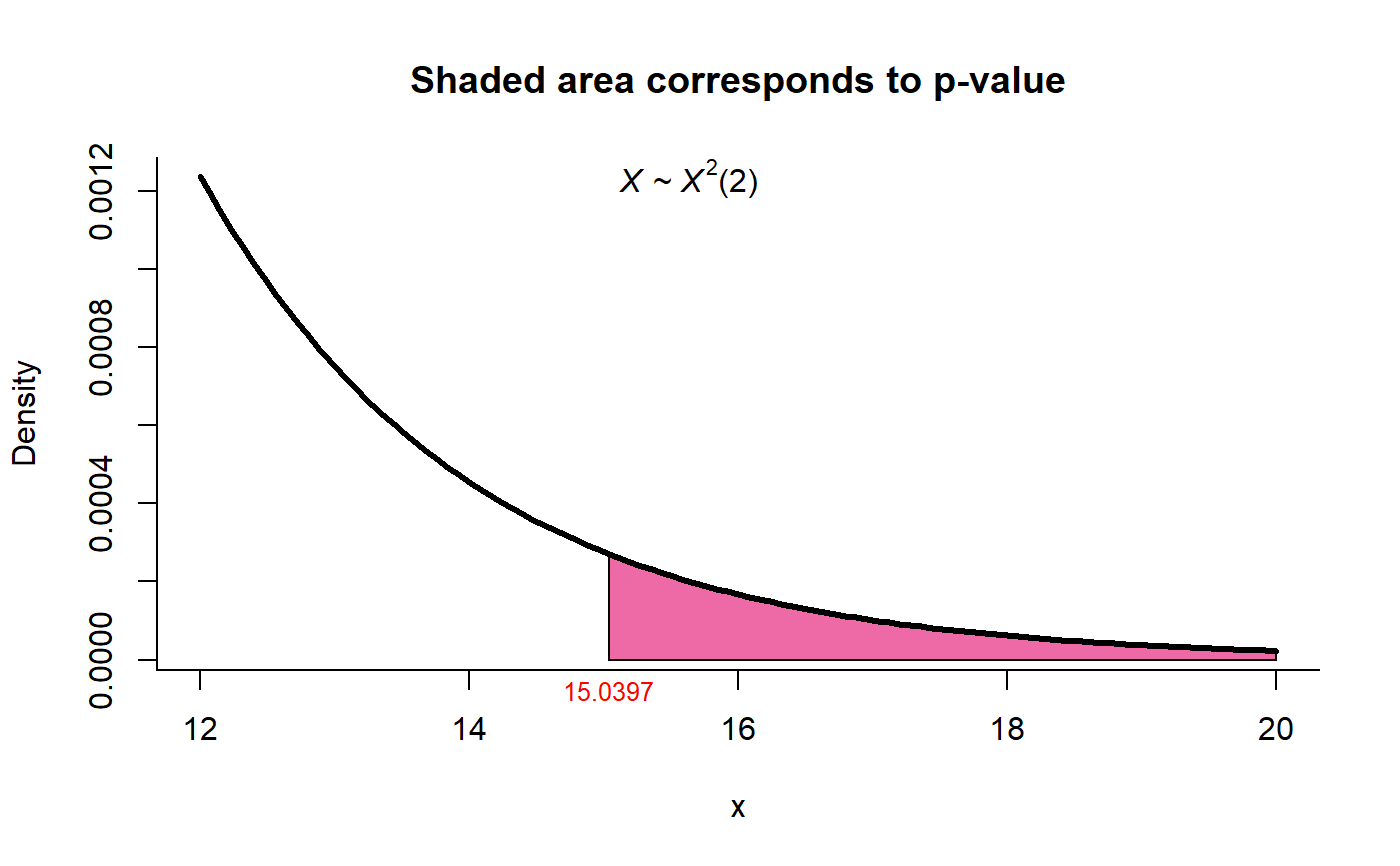 Shaded area corresponds to p-value
X ~ X²(2)
Density
0.0012
0.0008
0.0004
0.0000
15.0397
12 14 16 18 20
x